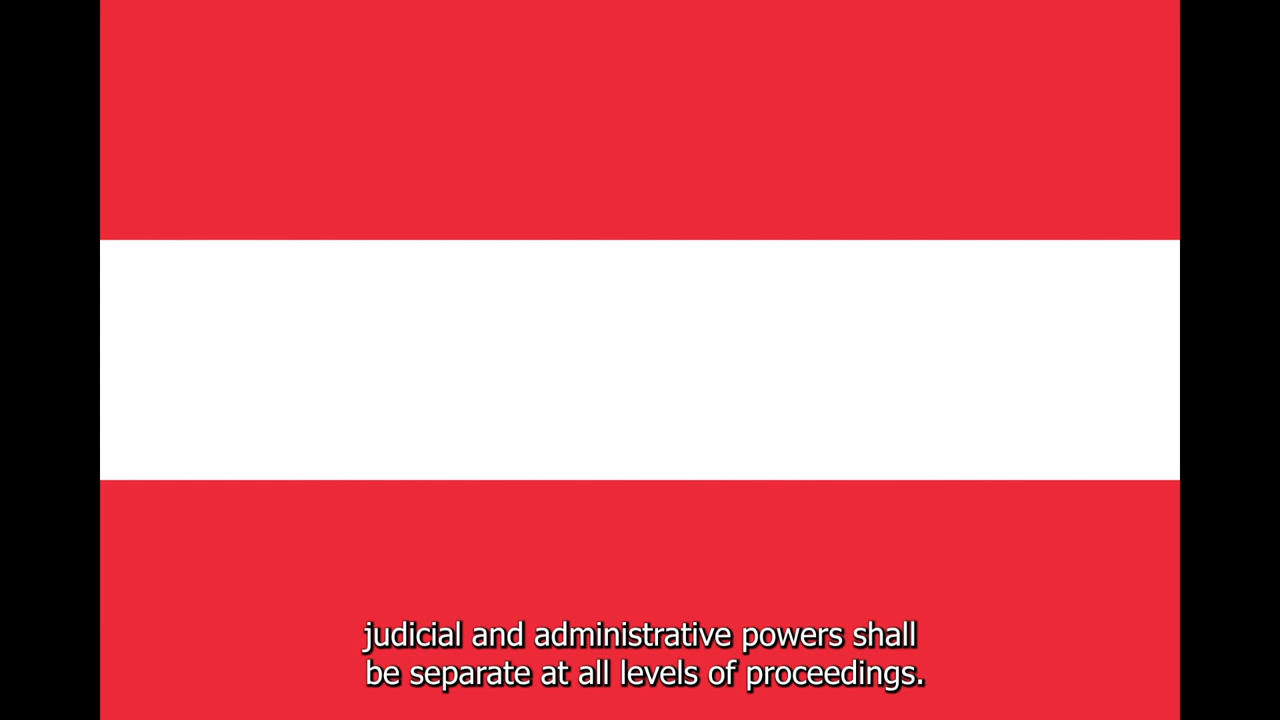 judicial and administrative powers shall
be separate at all levels of proceedings.